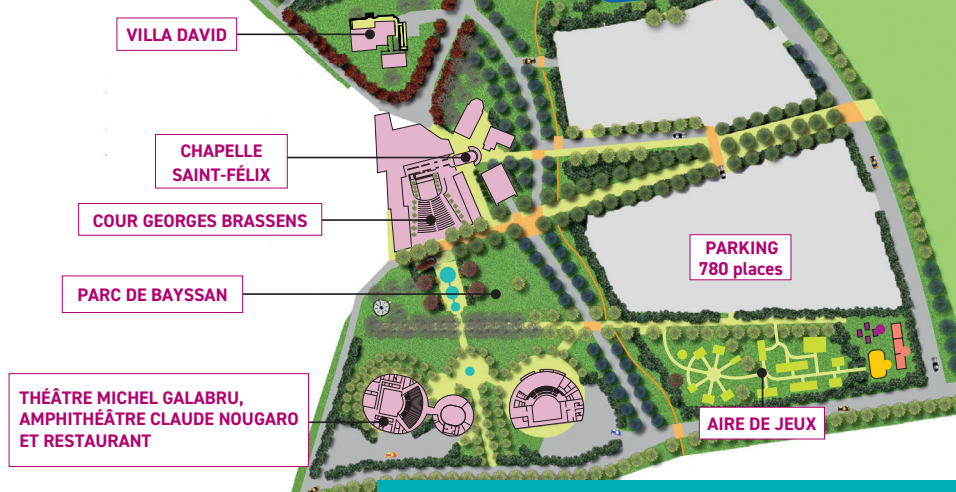 VILLA DAVID
CHAPELLE
SAINT-FÉLIX
COUR GEORGES BRASSENS
PARKING
780 places
PARC DE BAYSSAN
THÉÂTRE MICHEL GALABRU,
AMPHITHÉÂTRE CLAUDE NOUGARO
ET RESTAURANT
AIRE DE JEUX